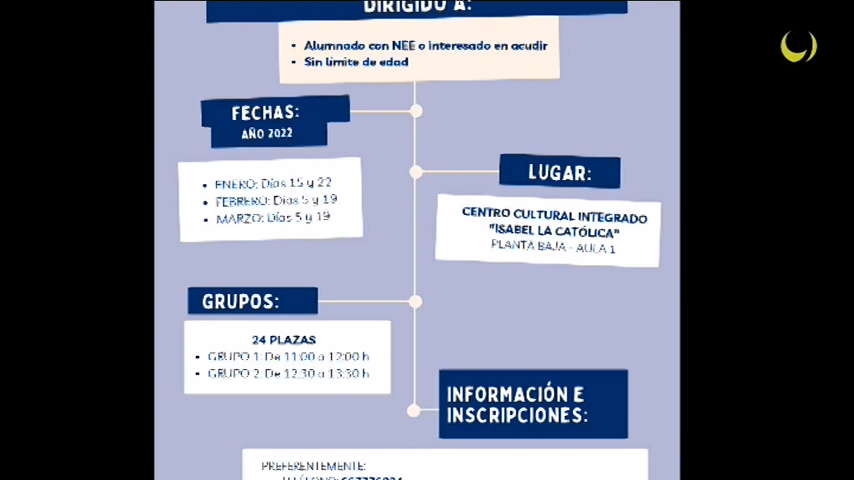 DIRIGIDO A:
• Alumnado con NEE o interesado en acudir
• Sin límite de edad
FECHAS:
AÑO 2022
• ENERO: Días 15 y 22
• FEBRERO: Días 5 y 19
• MARZO: Días 5 y 19
LUGAR:
CENTRO CULTURAL INTEGRADO
"ISABEL LA CATÓLICA"
PLANTA BAJA - AULA 1
GRUPOS:
24 PLAZAS
• GRUPO 1: De 11:00 a 12:00 h
• GRUPO 2: De 12:30 a 13:30 h
INFORMACIÓN E
INSCRIPCIONES:
PREFERENTEMENTE:
TELÉFONO: